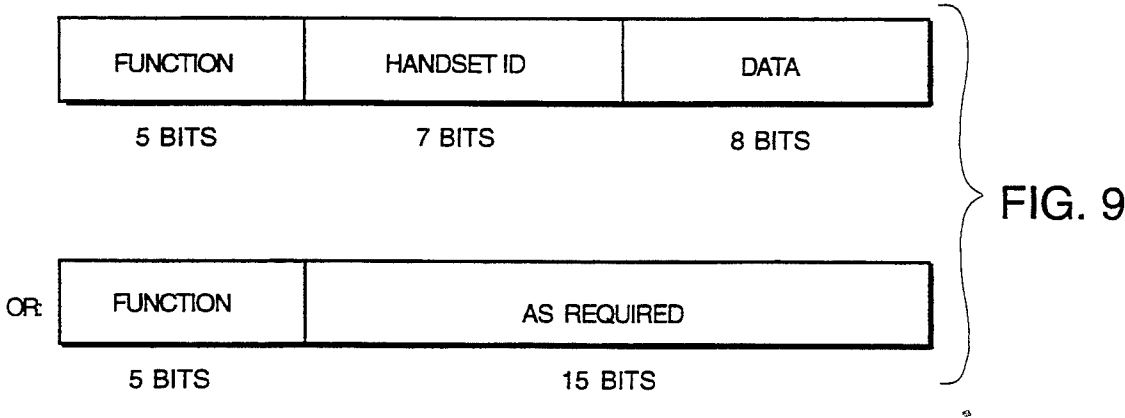 FUNCTION HANDSET ID DATA
5 BITS 7 BITS 8 BITS
FIG. 9
OR: FUNCTION AS REQUIRED
5 BITS 15 BITS